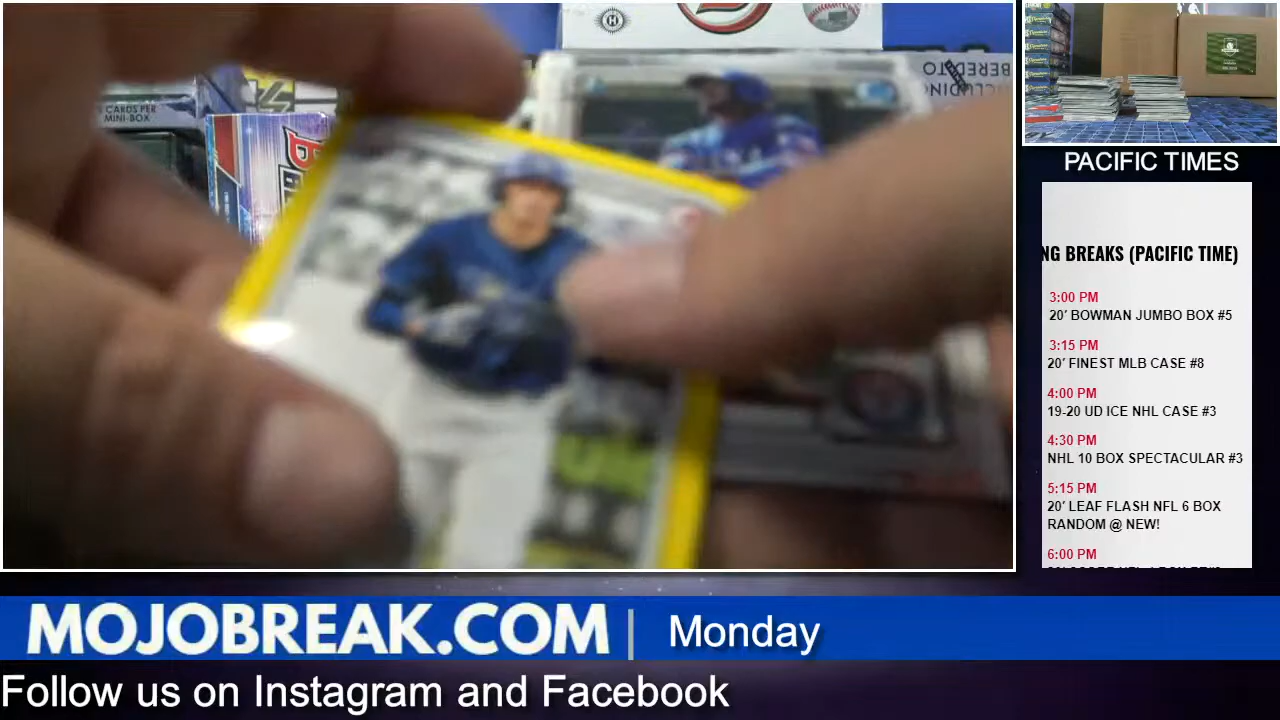 CARDS PER
MINI-BOX
BEREDITO
INCLUDING
PACIFIC TIMES
NG BREAKS (PACIFIC TIME)
3:00 PM
20' BOWMAN JUMBO BOX #5
3:15 PM
20' FINEST MLB CASE #8
4:00 PM
19-20 UD ICE NHL CASE #3
4:30 PM
NHL 10 BOX SPECTACULAR #3
5:15 PM
20' LEAF FLASH NFL 6 BOX
RANDOM @ NEW!
6:00 PM
MOJOBREAK.COM | Monday
Follow us on Instagram and Facebook